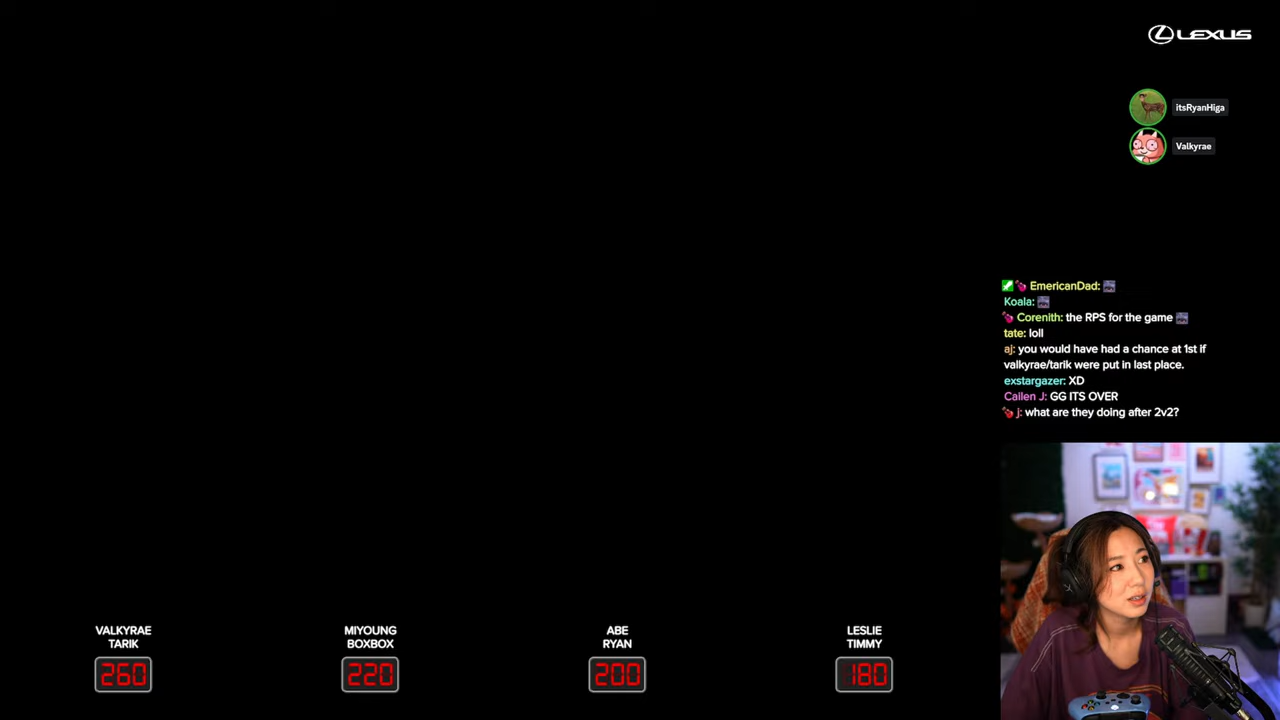 LEXUS
itsRyanHiga
Valkyrae
EmericanDad:
Koala:
Corenith: the RPS for the game
tate: loll
aj: you would have had a chance at 1st if
valkyrae/tarik were put in last place.
exstargazer: XD
Cailen J: GG ITS OVER
j: what are they doing after 2v2?
VALKYRAE
TARIK
260
MIYOUNG
BOXBOX
220
ABE
RYAN
200
LESLIE
TIMMY
180